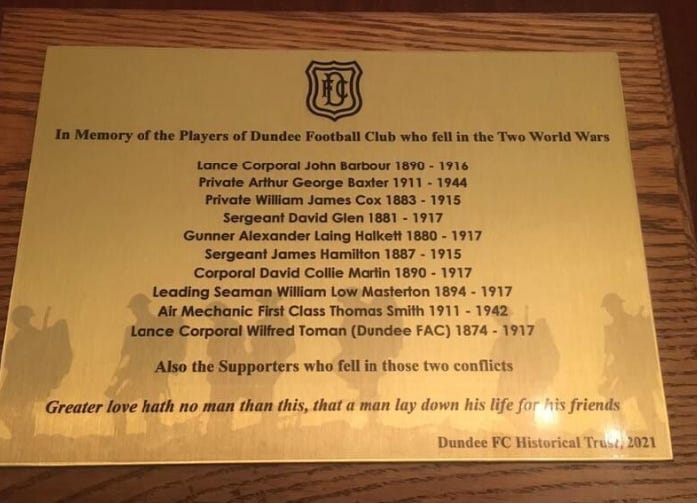 DFC
In Memory of the Players of Dundee Football Club who fell in the Two World Wars
Lance Corporal John Barbour 1890 - 1916
Private Arthur George Baxter 1911 - 1944
Private William James Cox 1883 - 1915
Sergeant David Glen 1881 - 1917
Gunner Alexander Laing Halkett 1880 - 1917
Sergeant James Hamilton 1887 - 1915
Corporal David Collie Martin 1890 - 1917
Leading Seaman William Low Masterton 1894 - 1917
Air Mechanic First Class Thomas Smith 1911 - 1942
Lance Corporal Wilfred Toman (Dundee FAC) 1874 - 1917
Also the Supporters who fell in those two conflicts
Greater love hath no man than this, that a man lay down his life for his friends
Dundee FC Historical Trust, 2021